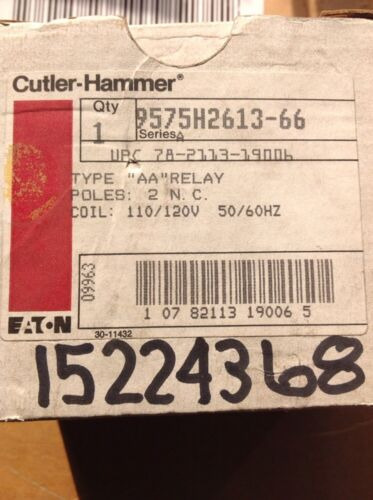 Cutler-Hammer®
Qty
1
9575H2613-66
Series
UPC 78-2113-19006
TYPE "AA"RELAY
POLES: 2 N.C.
COIL: 110/120V 50/60HZ
09963
1 07 82113 19006 5
EATON
30-11432
15224368